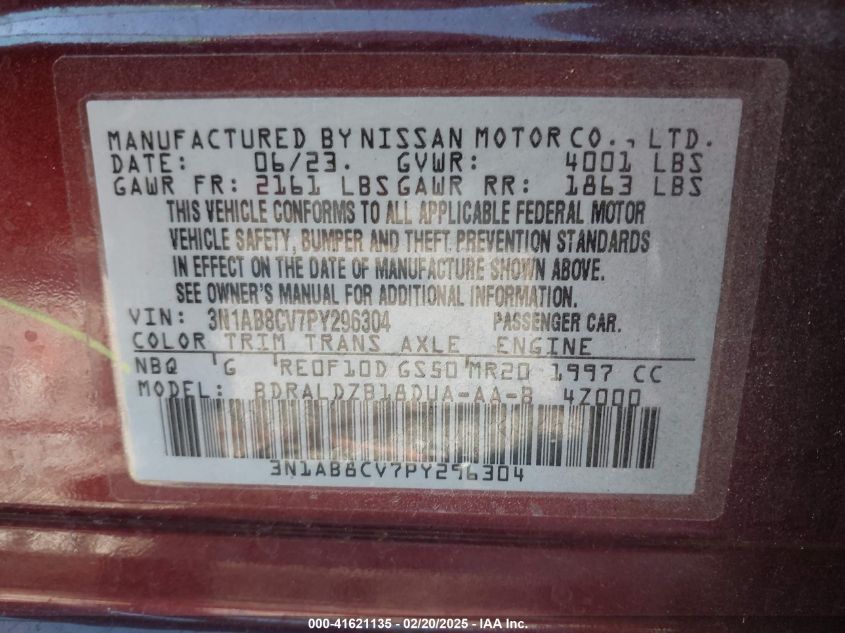 MANUFACTURED BY NISSAN MOTOR CO., LTD.
DATE: 06/23. GVWR: 4001 LBS
GAWR FR: 2161 LBS GAWR RR: 1863 LBS
THIS VEHICLE CONFORMS TO ALL APPLICABLE FEDERAL MOTOR
VEHICLE SAFETY, BUMPER AND THEFT PREVENTION STANDARDS
IN EFFECT ON THE DATE OF MANUFACTURE SHOWN ABOVE.
SEE OWNER'S MANUAL FOR ADDITIONAL INFORMATION.
VIN: 3N1AB8CV7PY296304 PASSENGER CAR.
COLOR TRIM TRANS AXLE ENGINE
NBQ G RE0F10D GS50 MR20 1997 CC
MODEL: BDRALDZB18DUA-AA-B 4Z000
3N1AB8CV7PY296304
000-41621135 - 02/20/2025 - IAA Inc.